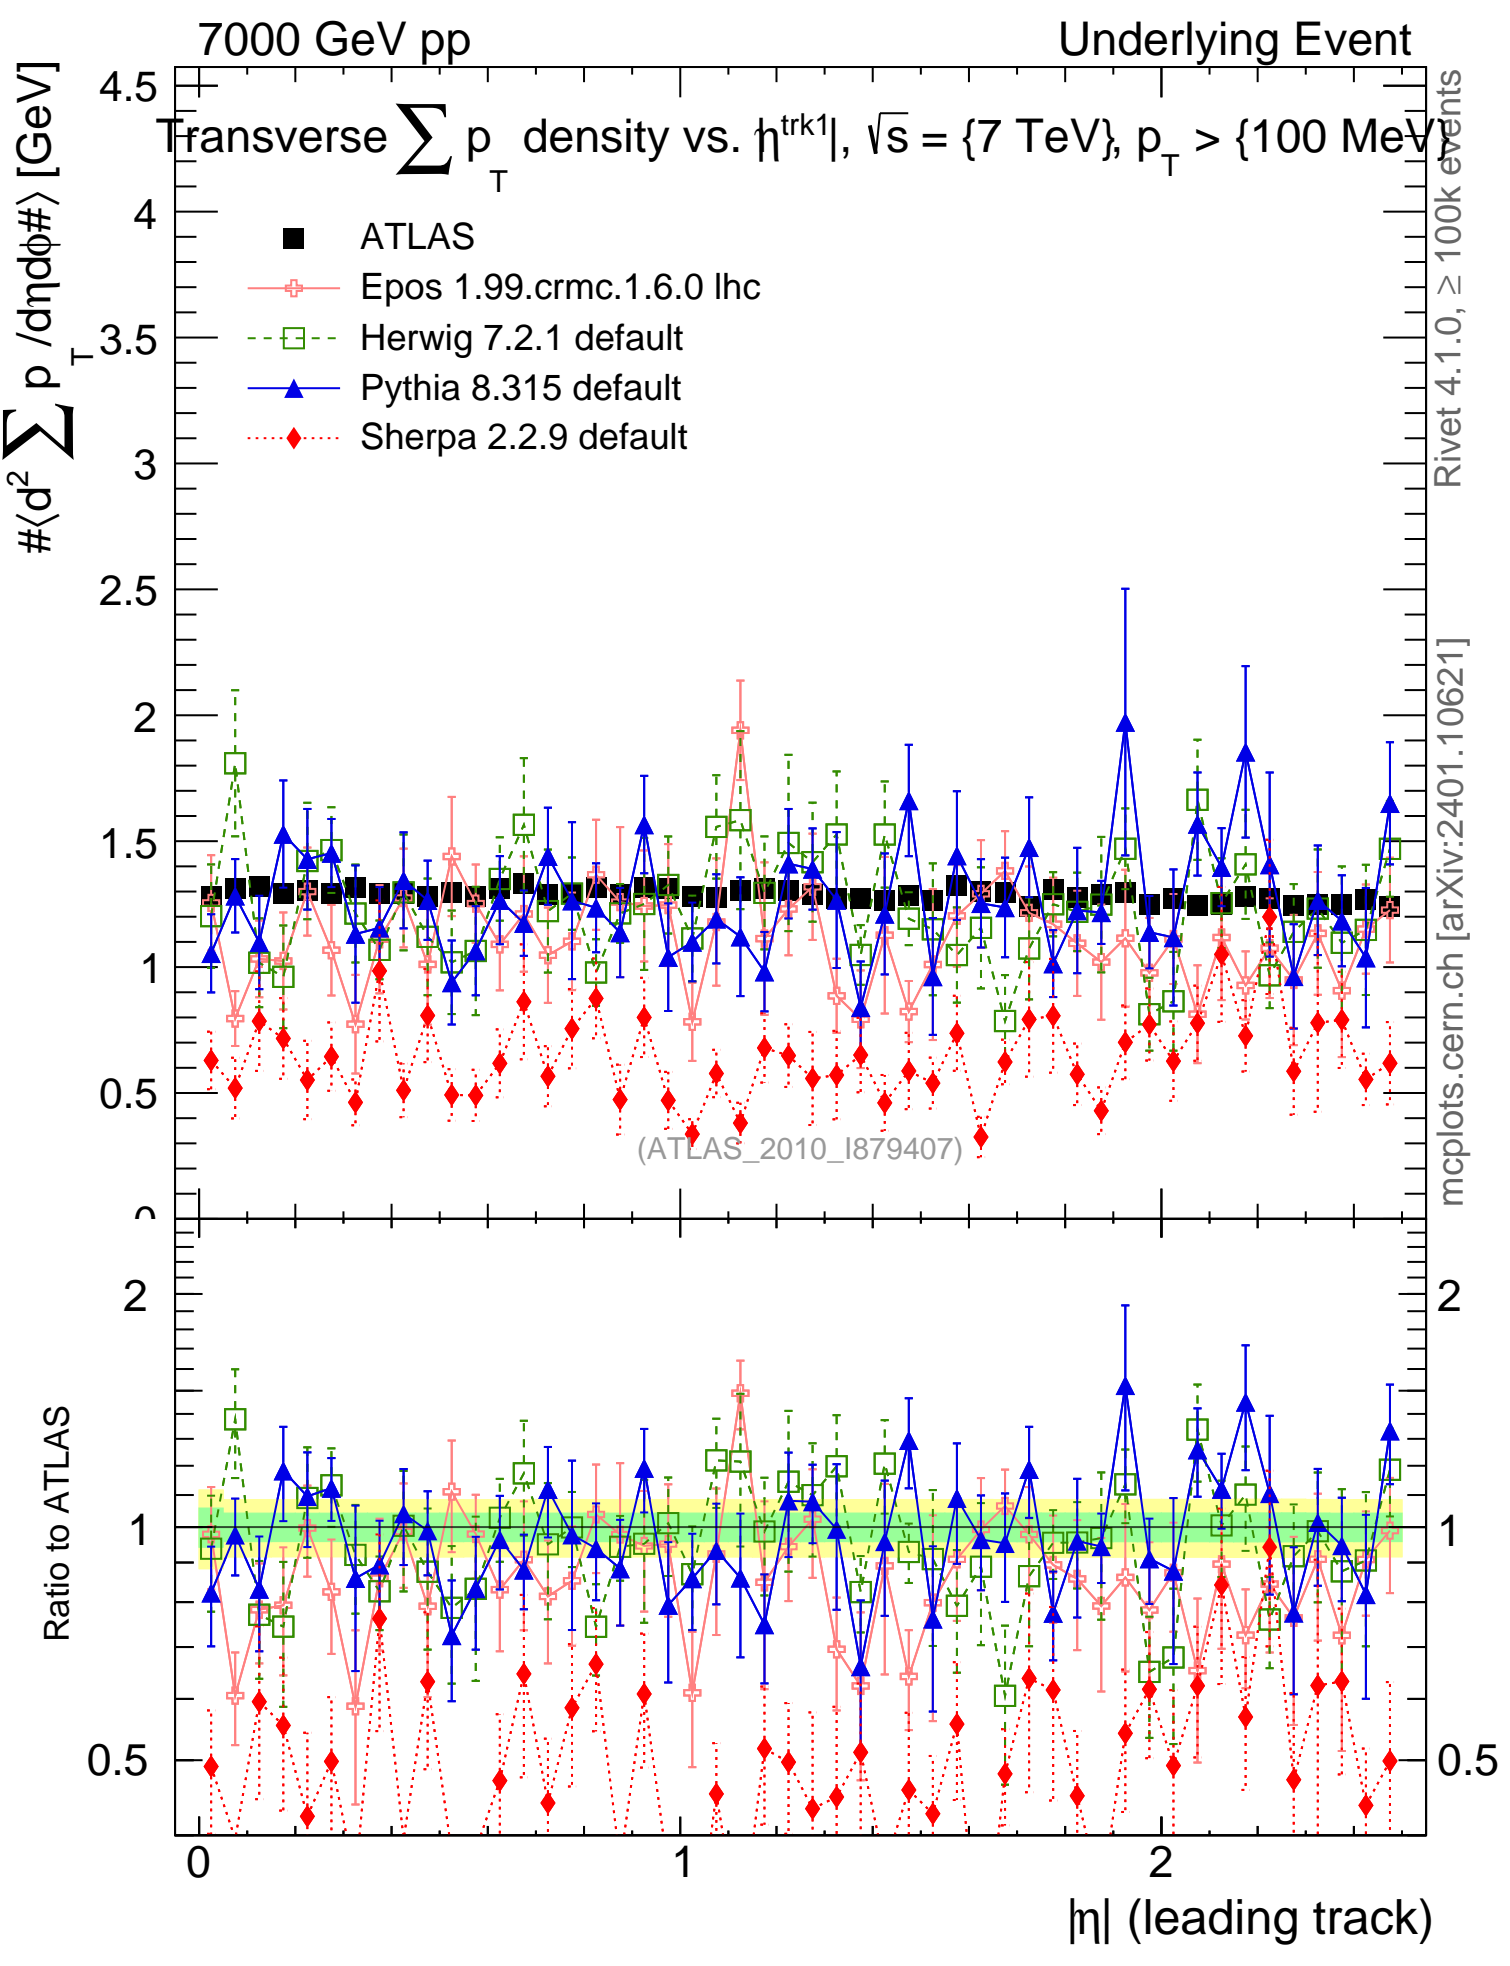 7000 GeV pp
Underlying Event
Transverse ∑ p_T density vs. |η^trk1|, √s = {7 TeV}, p_T > {100 MeV}
#⟨d² ∑ p_T /dηdϕ#⟩ [GeV]
ATLAS
Epos 1.99.crmc.1.6.0 lhc
Herwig 7.2.1 default
Pythia 8.315 default
Sherpa 2.2.9 default
4.5
4
3.5
3
2.5
2
1.5
1
0.5
0
(ATLAS_2010_I879407)
Rivet 4.1.0, ≥ 100k events
mcplots.cern.ch [arXiv:2401.10621]
Ratio to ATLAS
2
1
0.5
2
1
0.5
0
1
2
|η| (leading track)